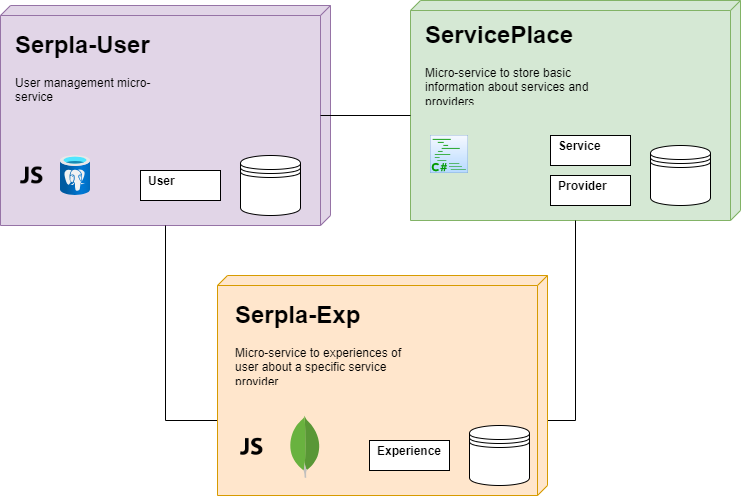 Serpla-User
User management micro-
service
JS
User
ServicePlace
Micro-service to store basic
information about services and
providers
C#
Service
Provider
Serpla-Exp
Micro-service to experiences of
user about a specific service
provider
JS
Experience